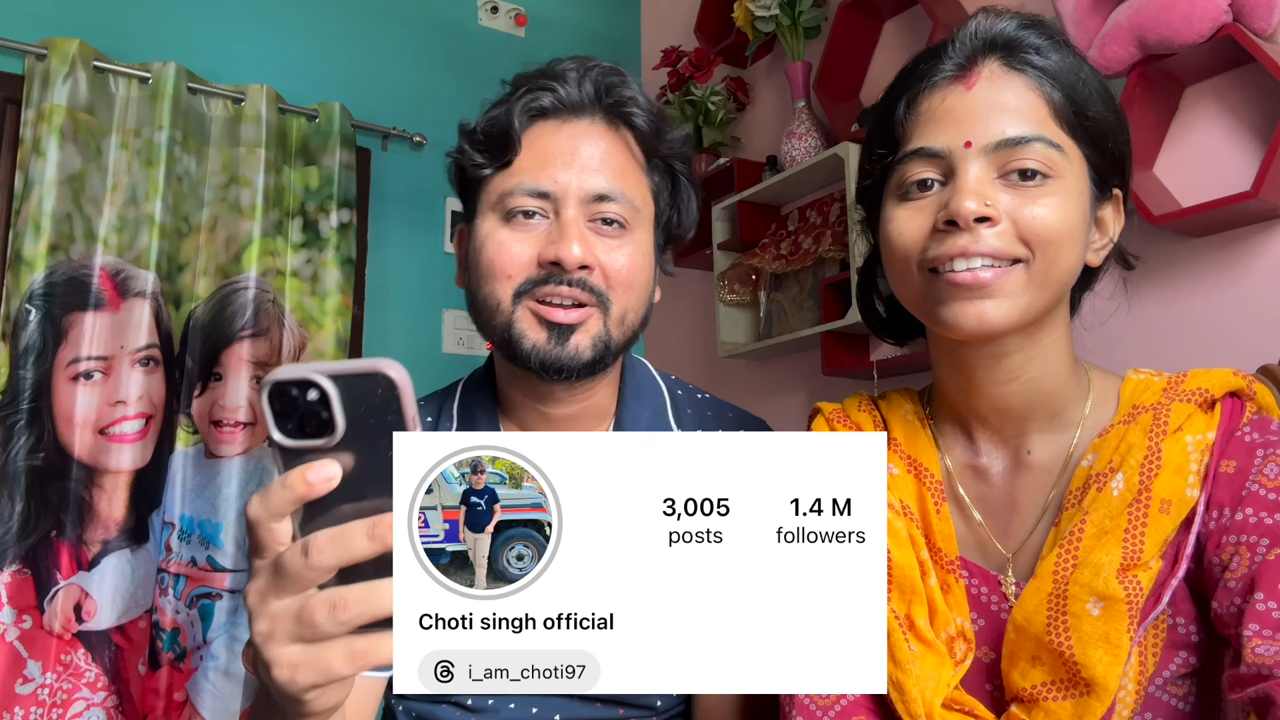 3,005
posts
1.4 M
followers
Choti singh official
i_am_choti97